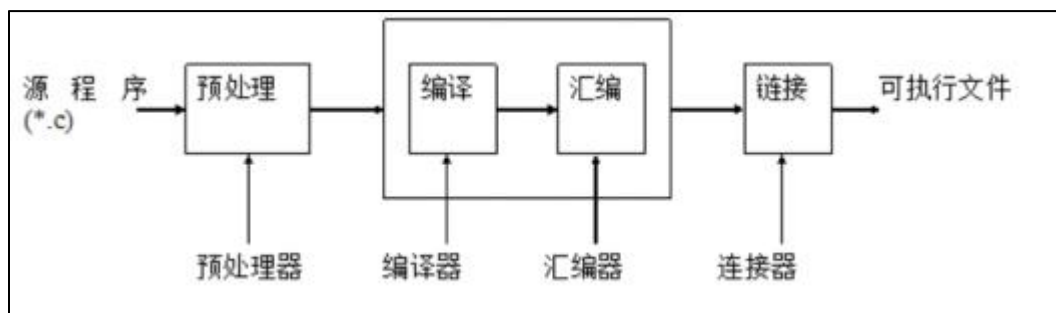 源 程 序
(*.c)
预处理
编译
汇编
链接
可执行文件
预处理器
编译器
汇编器
连接器